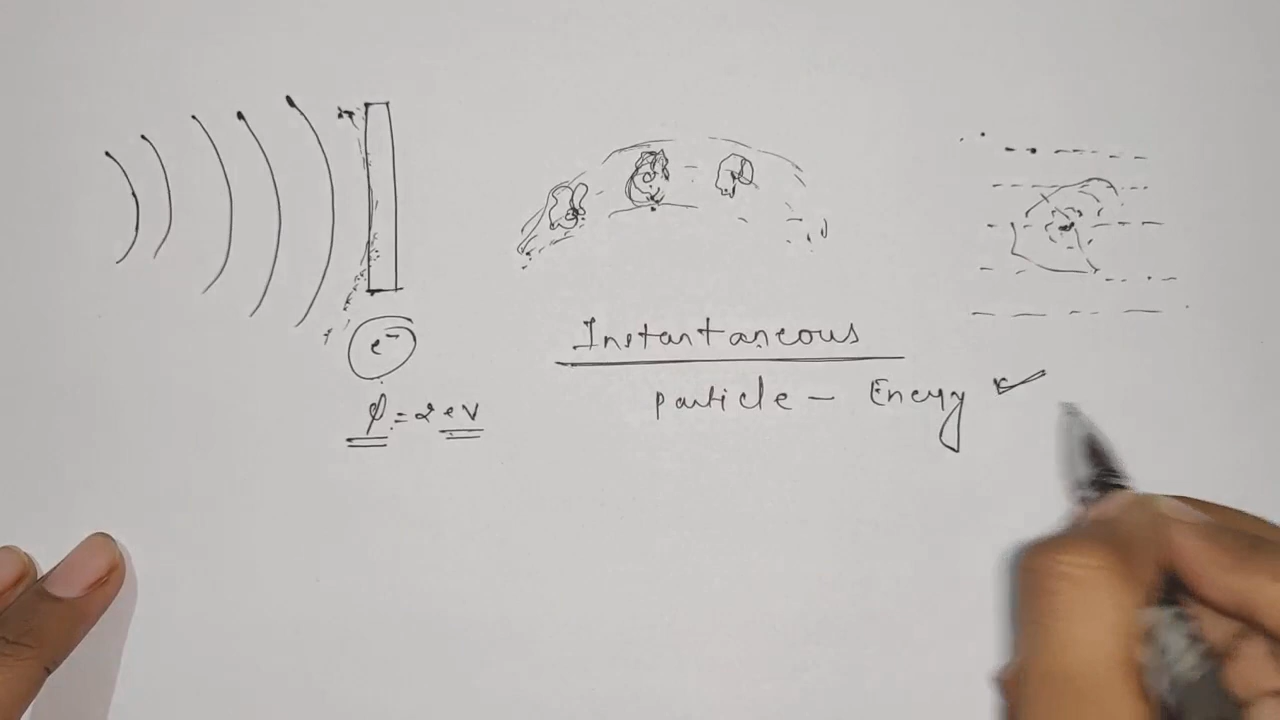 e⁻
φ = 2 eV
Instantaneous
particle - Energy ✓